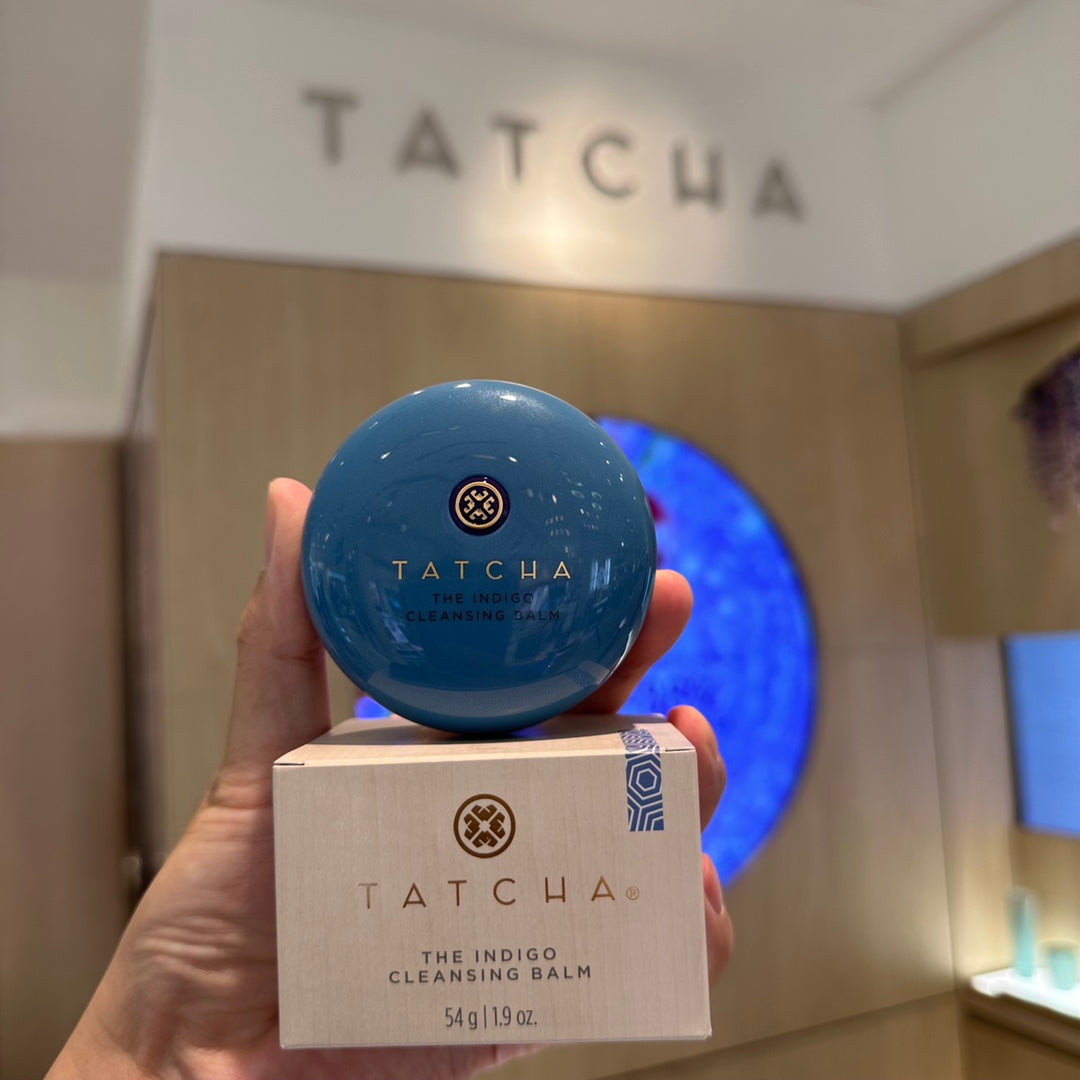 TATCHA
TATCHA
THE INDIGO
CLEANSING BALM
TATCHA®
THE INDIGO
CLEANSING BALM
54 g | 1.9 oz.